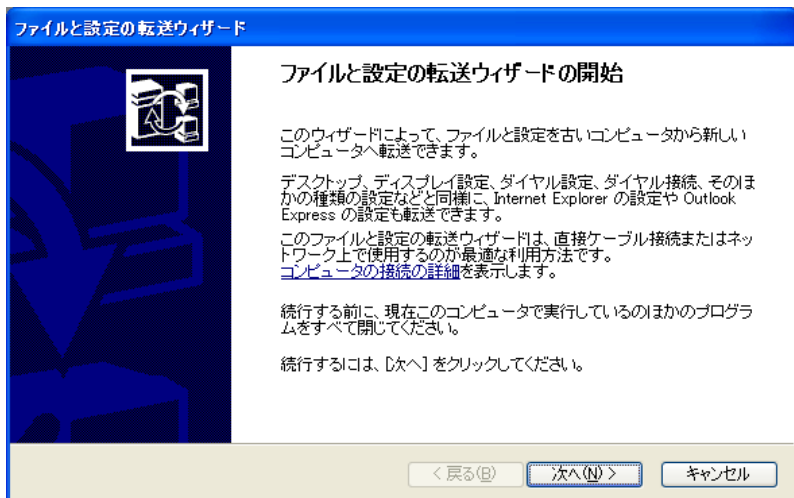 ファイルと設定の転送ウィザード
ファイルと設定の転送ウィザードの開始
このウィザードによって、ファイルと設定を古いコンピュータから新しい
コンピュータへ転送できます。
デスクトップ、ディスプレイ設定、ダイヤル設定、ダイヤル接続、そのほ
かの種類の設定などと同様に、Internet Explorer の設定や Outlook
Express の設定も転送できます。
このファイルと設定の転送ウィザードは、直接ケーブル接続またはネッ
トワーク上で使用するのが最適な利用方法です。
コンピュータの接続の詳細を表示します。
続行する前に、現在このコンピュータで実行しているのほかのプログラ
ムをすべて閉じてください。
続行するには、[次へ] をクリックしてください。
< 戻る(B)
次へ(N) >
キャンセル